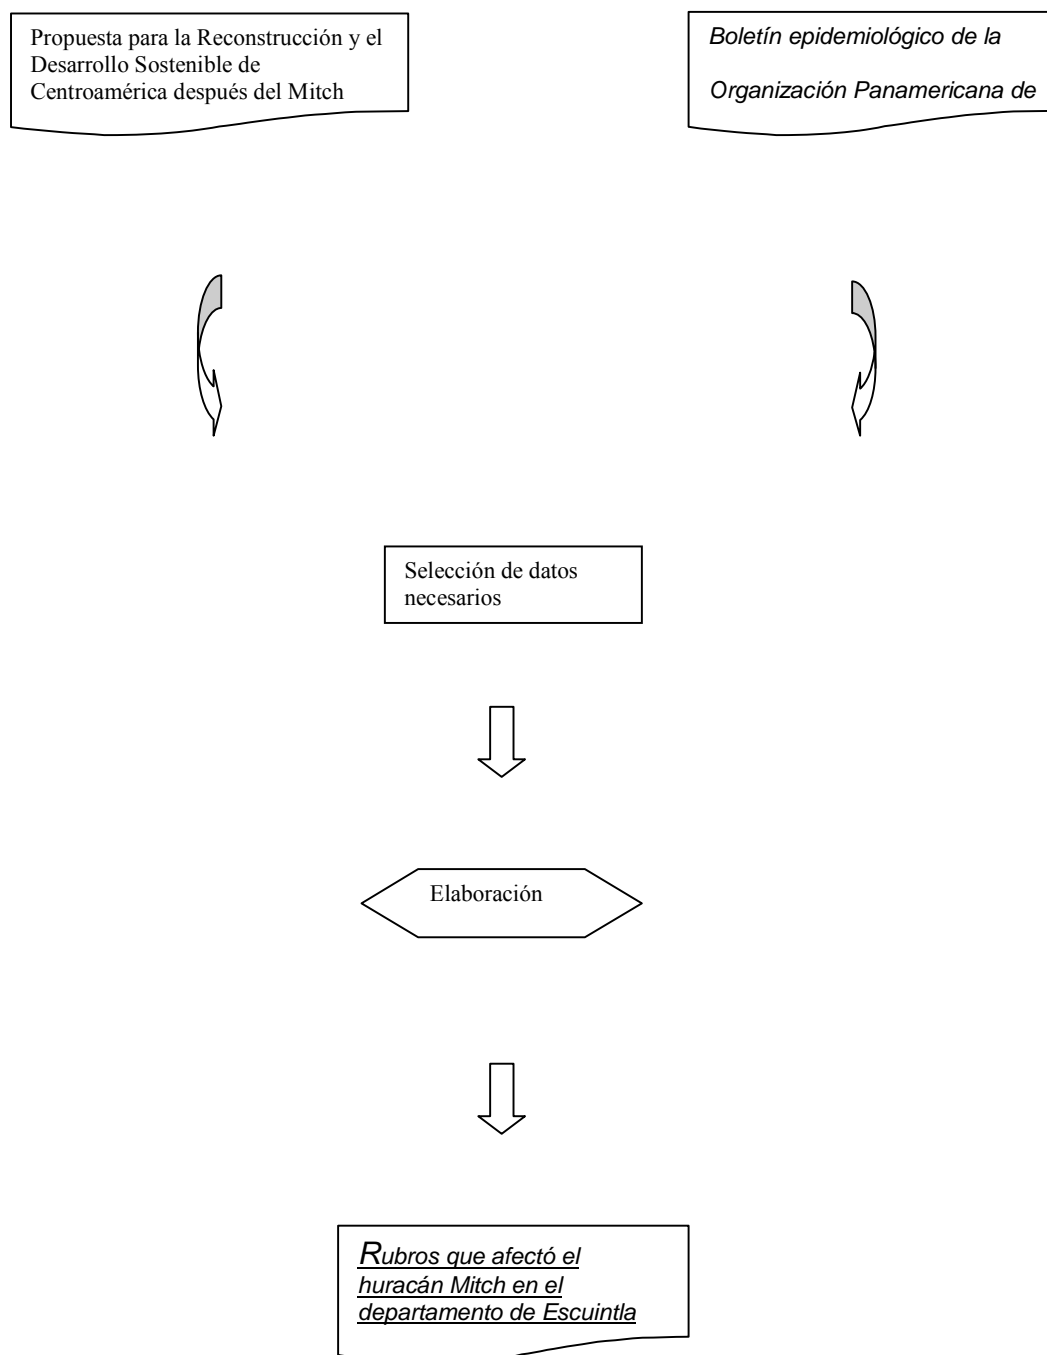 Propuesta para la Reconstrucción y el
Desarrollo Sostenible de
Centroamérica después del Mitch
Boletín epidemiológico de la
Organización Panamericana de
Selección de datos
necesarios
Elaboración
Rubros que afectó el
huracán Mitch en el
departamento de Escuintla